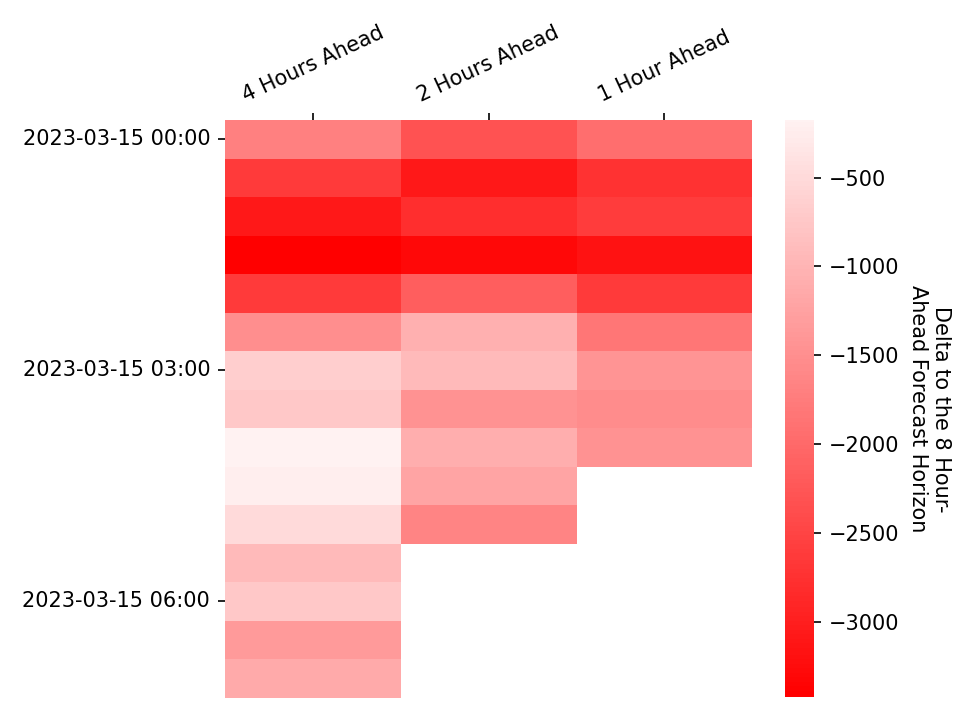 4 Hours Ahead
2 Hours Ahead
1 Hour Ahead
2023-03-15 00:00
2023-03-15 03:00
2023-03-15 06:00
−500
−1000
−1500
−2000
−2500
−3000
Delta to the 8 Hour-
Ahead Forecast Horizon